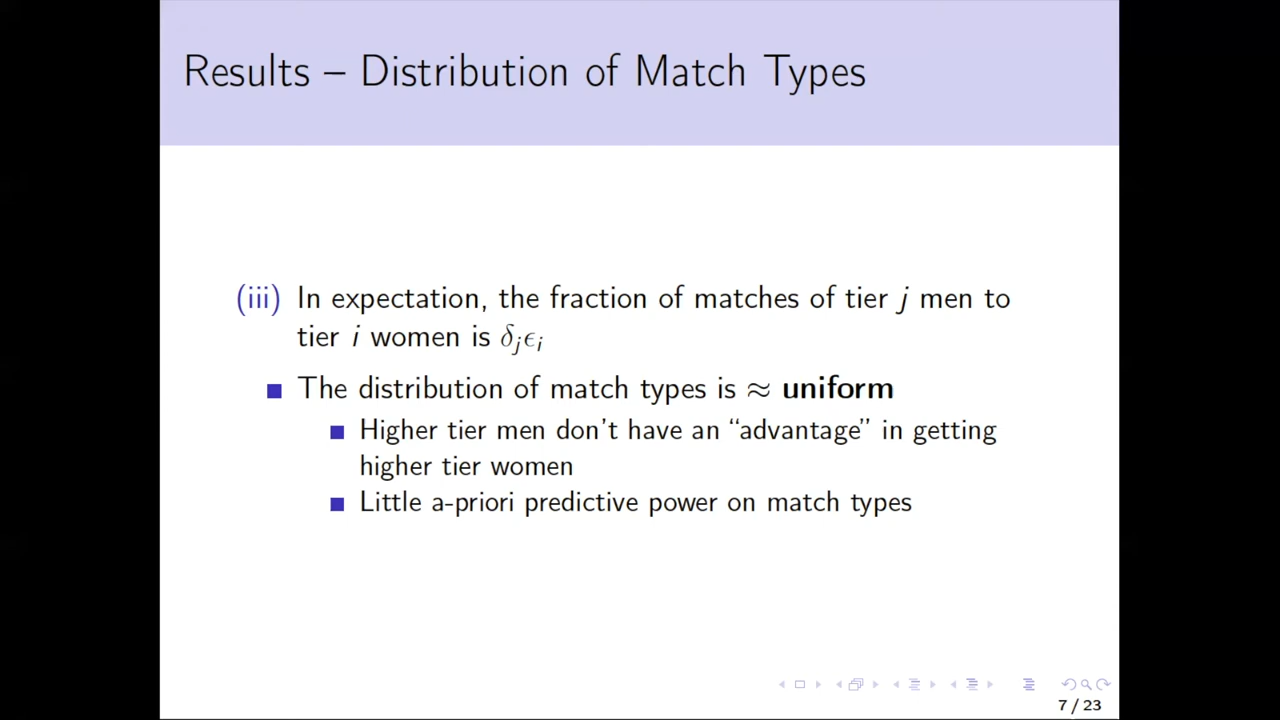 Results – Distribution of Match Types
(iii) In expectation, the fraction of matches of tier j men to
tier i women is δⱼϵᵢ
The distribution of match types is ≈ uniform
Higher tier men don't have an “advantage” in getting
higher tier women
Little a-priori predictive power on match types
7 / 23